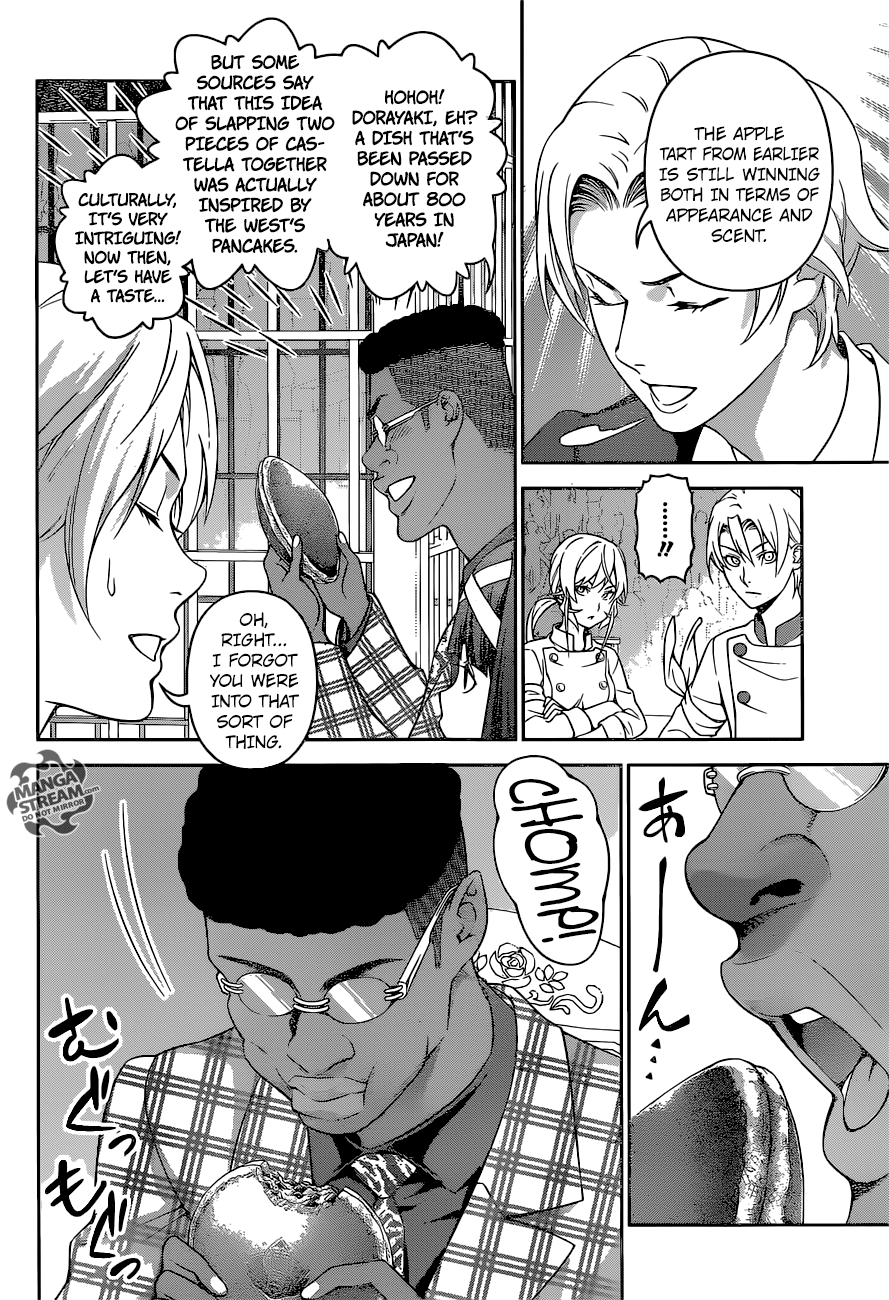 THE APPLE
TART FROM EARLIER
IS STILL WINNING
BOTH IN TERMS OF
APPEARANCE AND
SCENT.
......!!
HOHOH!
DORAYAKI, EH?
A DISH THAT'S
BEEN PASSED
DOWN FOR
ABOUT 800
YEARS IN
JAPAN!
BUT SOME
SOURCES SAY
THAT THIS IDEA
OF SLAPPING TWO
PIECES OF CAS-
TELLA TOGETHER
WAS ACTUALLY
INSPIRED BY
THE WEST'S
PANCAKES.
CULTURALLY,
IT'S VERY
INTRIGUING!
NOW THEN,
LET'S HAVE
A TASTE...
OH,
RIGHT...
I FORGOT
YOU WERE
INTO THAT
SORT OF
THING.
あーーん…
CHOMP!
むぐっ
もぐっ
MANGA
STREAM.com
DO NOT MIRROR